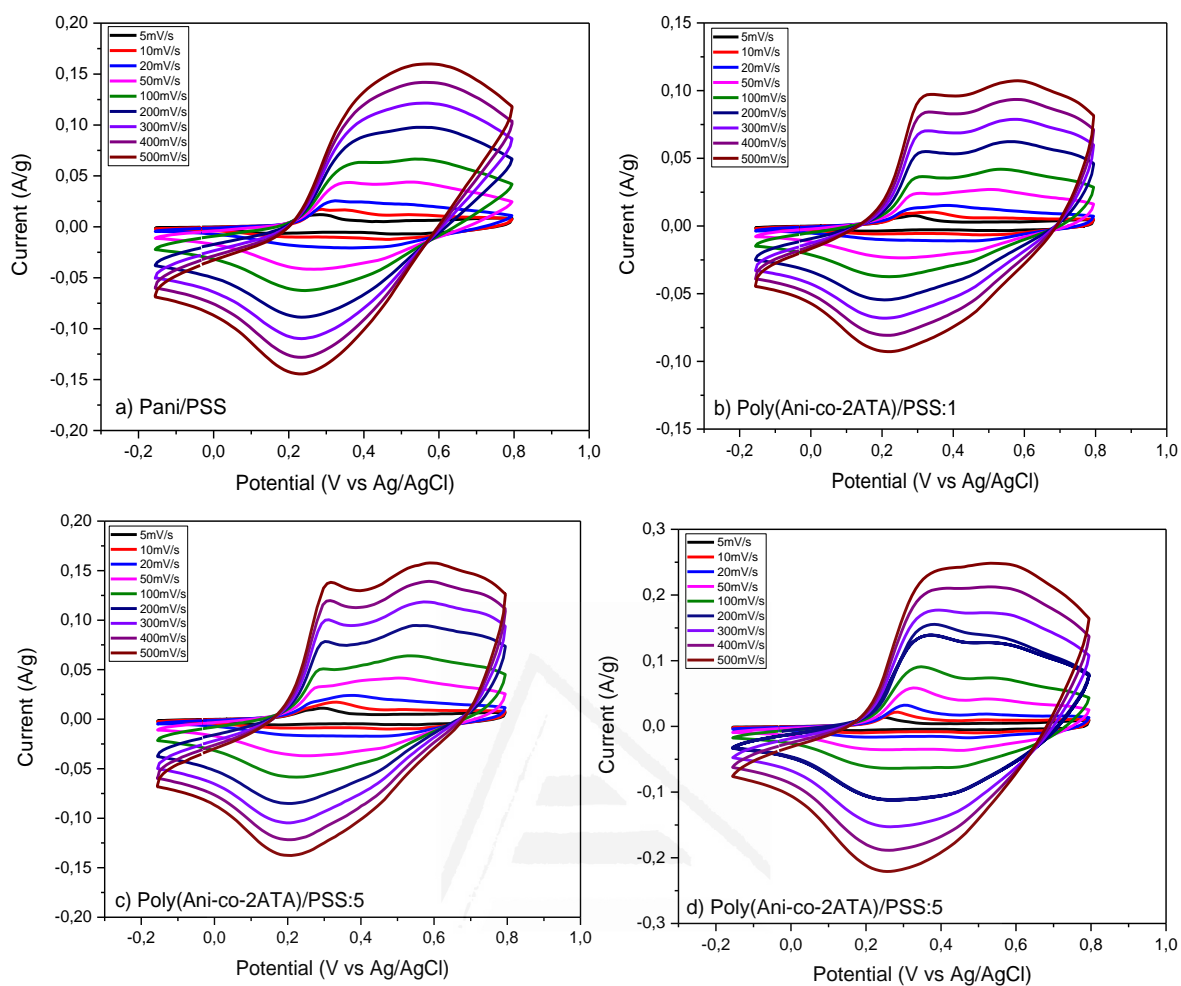 0,20
0,15
0,10
0,05
0,00
-0,05
-0,10
-0,15
-0,20
Current (A/g)
5mV/s
10mV/s
20mV/s
50mV/s
100mV/s
200mV/s
300mV/s
400mV/s
500mV/s
a) Pani/PSS
-0,2 0,0 0,2 0,4 0,6 0,8 1,0
Potential (V vs Ag/AgCl)
0,15
0,10
0,05
0,00
-0,05
-0,10
-0,15
Current (A/g)
5mV/s
10mV/s
20mV/s
50mV/s
100mV/s
200mV/s
300mV/s
400mV/s
500mV/s
b) Poly(Ani-co-2ATA)/PSS:1
-0,2 0,0 0,2 0,4 0,6 0,8 1,0
Potential (V vs Ag/AgCl)
0,20
0,15
0,10
0,05
0,00
-0,05
-0,10
-0,15
-0,20
Current (A/g)
5mV/s
10mV/s
20mV/s
50mV/s
100mV/s
200mV/s
300mV/s
400mV/s
500mV/s
c) Poly(Ani-co-2ATA)/PSS:5
-0,2 0,0 0,2 0,4 0,6 0,8 1,0
Potential (V vs Ag/AgCl)
0,3
0,2
0,1
0,0
-0,1
-0,2
-0,3
Current (A/g)
5mV/s
10mV/s
20mV/s
50mV/s
100mV/s
200mV/s
300mV/s
400mV/s
500mV/s
d) Poly(Ani-co-2ATA)/PSS:5
-0,2 0,0 0,2 0,4 0,6 0,8 1,0
Potential (V vs Ag/AgCl)